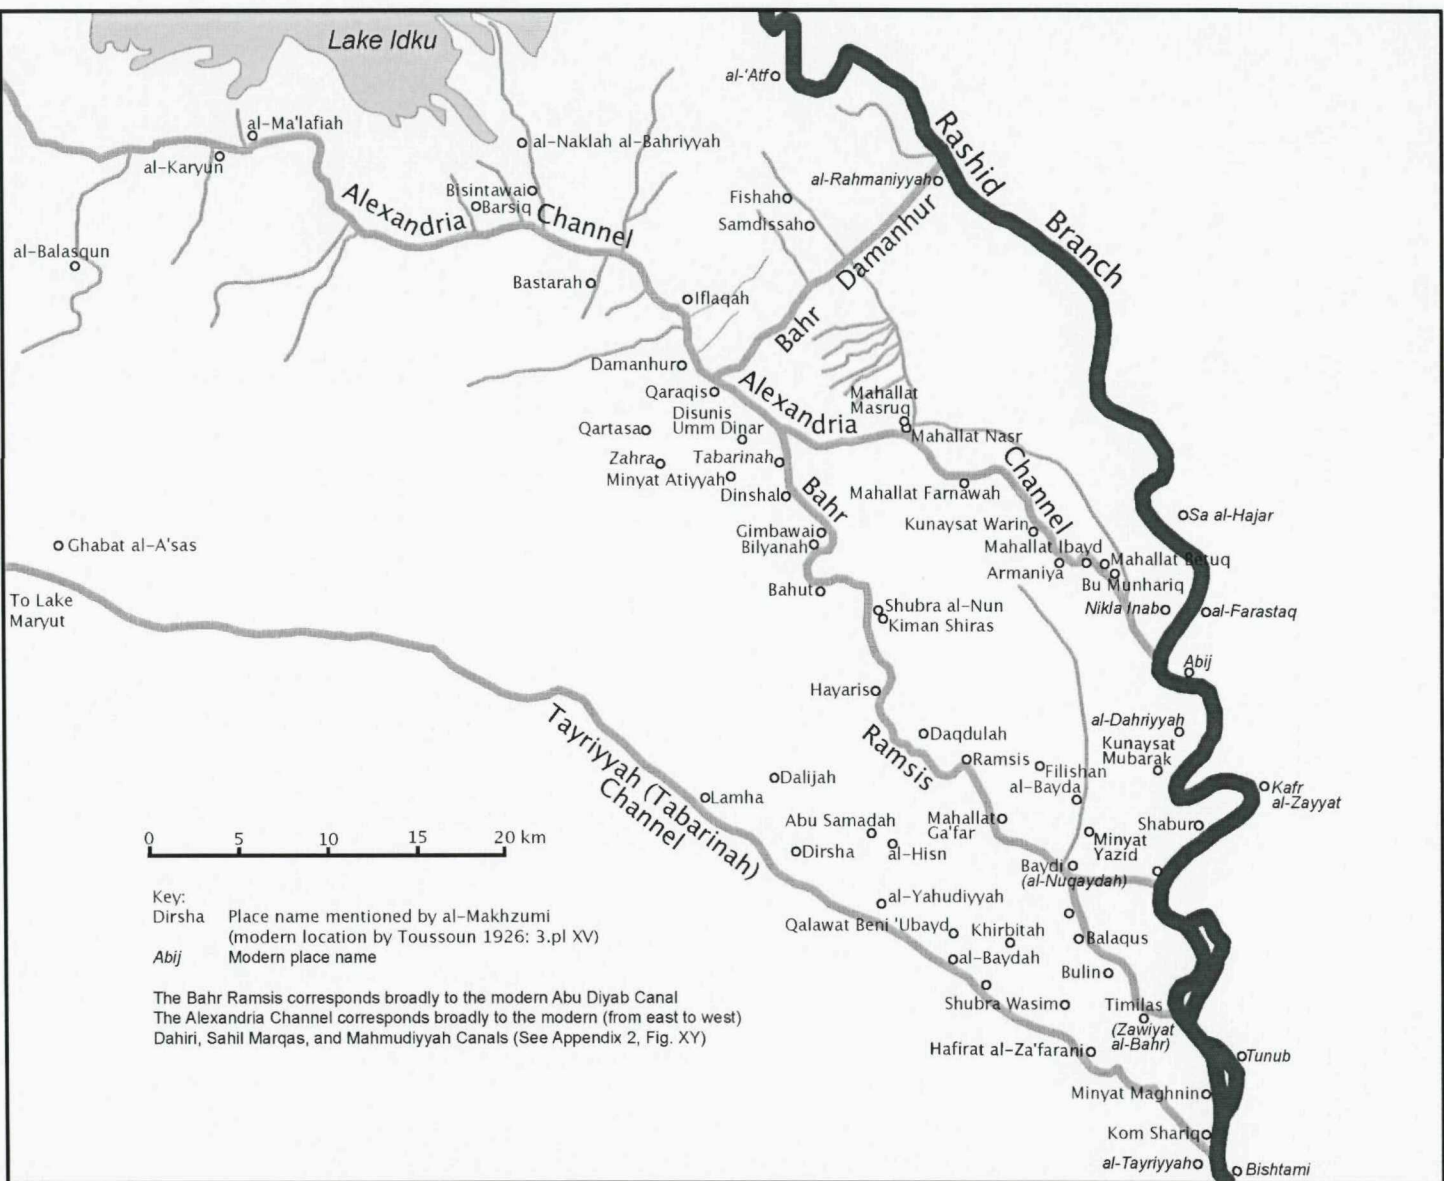 Lake Idku
al-'Atf
al-Ma'lafiah
al-Karyun
al-Naklah al-Bahriyyah
Rashid
Branch
Bisintawai
Barsiq
Alexandria
Channel
al-Rahmaniyyah
Fishah
Samdissah
al-Balasqun
Bastarah
Iflaqah
Bahr
Damanhur
Damanhur
Qaraqis
Alexandria
Channel
Mahallat
Masruq
Disunis
Umm Dinar
Qartasa
Mahallat Nasr
Zahra
Tabarinah
Minyat Atiyyah
Dinshal
Bahr
Mahallat Farnawah
Sa al-Hajar
Kunaysat Warin
Gimbawai
Bilyanah
Mahallat Ibayd
Mahallat Betuq
Ghabat al-A'sas
Armaniya
Bu Munhariq
Bahut
To Lake
Maryut
Shubra al-Nun
Kiman Shiras
Nikla Inab
al-Farastaq
Abij
Hayaris
al-Dahriyyah
Ramsis
Daqdulah
Kunaysat
Mubarak
Tayriyyah (Tabarinah)
Channel
Ramsis
Filishan
al-Bayda
Dalijah
Lamha
Kafr
al-Zayyat
Abu Samadah
Mahallat
Ga'far
Shabur
Minyat
Yazid
Dirsha
al-Hisn
Baydi
(al-Nuqaydah)
0 5 10 15 20 km
al-Yahudiyyah
Qalawat Beni 'Ubayd
Khirbitah
Balaqus
al-Baydah
Bulin
Shubra Wasim
Timilas
(Zawiyat
al-Bahr)
Hafirat al-Za'farani
Tunub
Minyat Maghnin
Kom Shariq
al-Tayriyyah
Bishtami
Key:
Dirsha Place name mentioned by al-Makhzumi
(modern location by Toussoun 1926: 3.pl XV)
Abij Modern place name
The Bahr Ramsis corresponds broadly to the modern Abu Diyab Canal
The Alexandria Channel corresponds broadly to the modern (from east to west)
Dahiri, Sahil Marqas, and Mahmudiyyah Canals (See Appendix 2, Fig. XY)